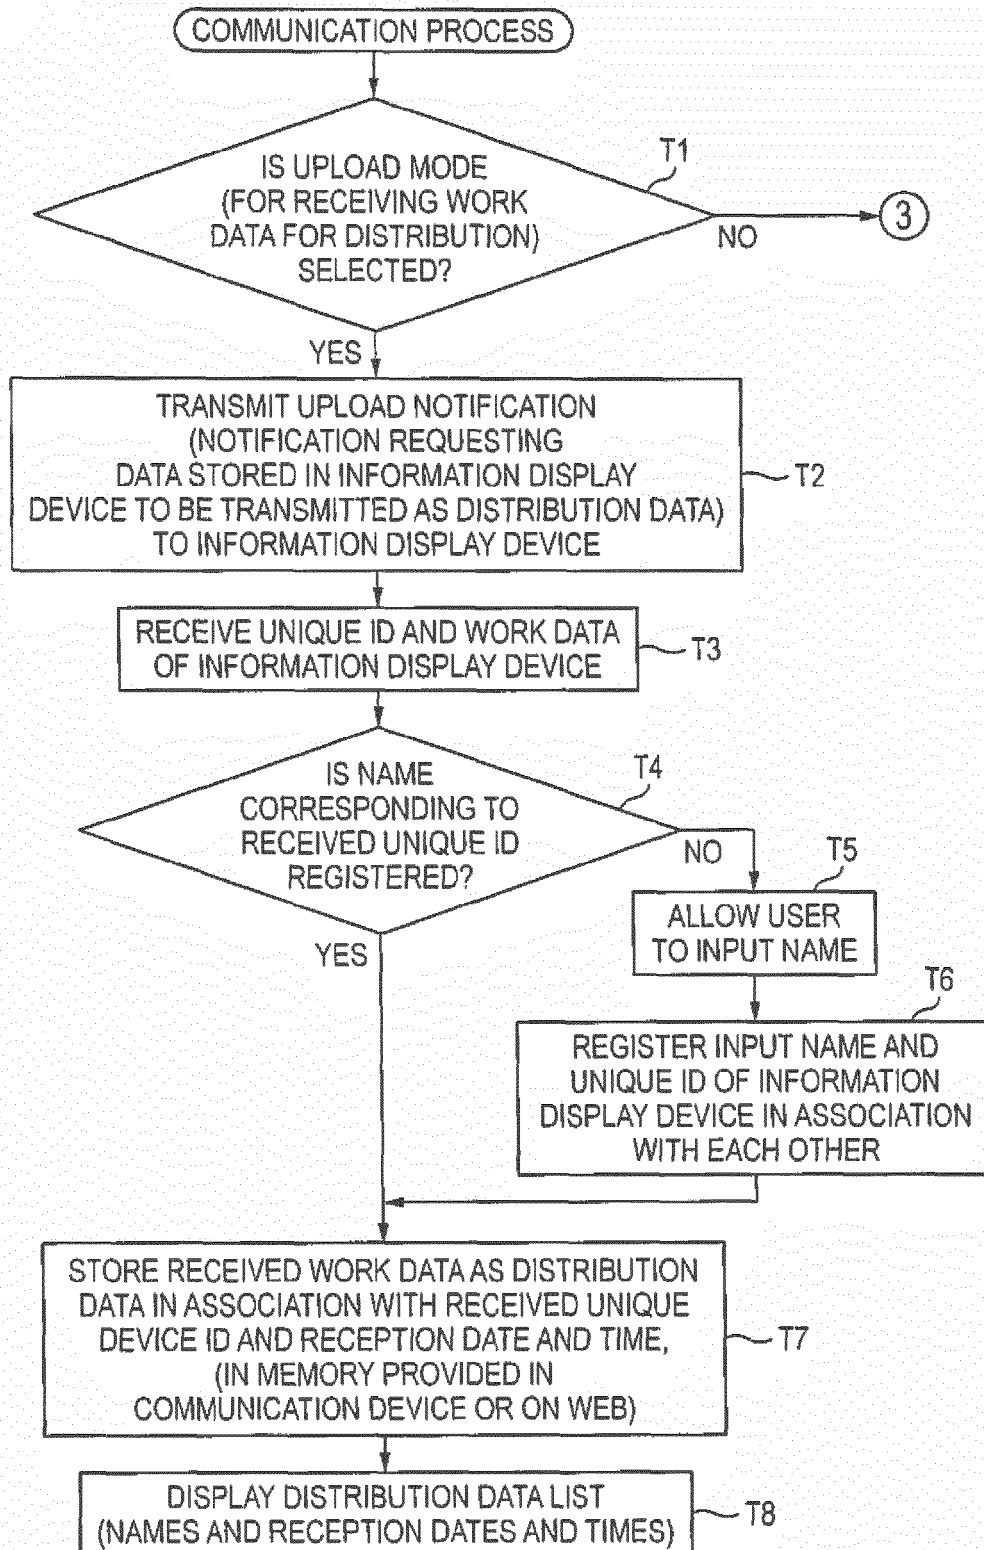 COMMUNICATION PROCESS
IS UPLOAD MODE
(FOR RECEIVING WORK
DATA FOR DISTRIBUTION)
SELECTED?
T1
NO
3
YES
TRANSMIT UPLOAD NOTIFICATION
(NOTIFICATION REQUESTING
DATA STORED IN INFORMATION DISPLAY
DEVICE TO BE TRANSMITTED AS DISTRIBUTION DATA)
TO INFORMATION DISPLAY DEVICE
T2
RECEIVE UNIQUE ID AND WORK DATA
OF INFORMATION DISPLAY DEVICE
T3
IS NAME
CORRESPONDING TO
RECEIVED UNIQUE ID
REGISTERED?
T4
NO
YES
T5
ALLOW USER
TO INPUT NAME
T6
REGISTER INPUT NAME AND
UNIQUE ID OF INFORMATION
DISPLAY DEVICE IN ASSOCIATION
WITH EACH OTHER
STORE RECEIVED WORK DATA AS DISTRIBUTION
DATA IN ASSOCIATION WITH RECEIVED UNIQUE
DEVICE ID AND RECEPTION DATE AND TIME,
(IN MEMORY PROVIDED IN
COMMUNICATION DEVICE OR ON WEB)
T7
DISPLAY DISTRIBUTION DATA LIST
(NAMES AND RECEPTION DATES AND TIMES)
T8